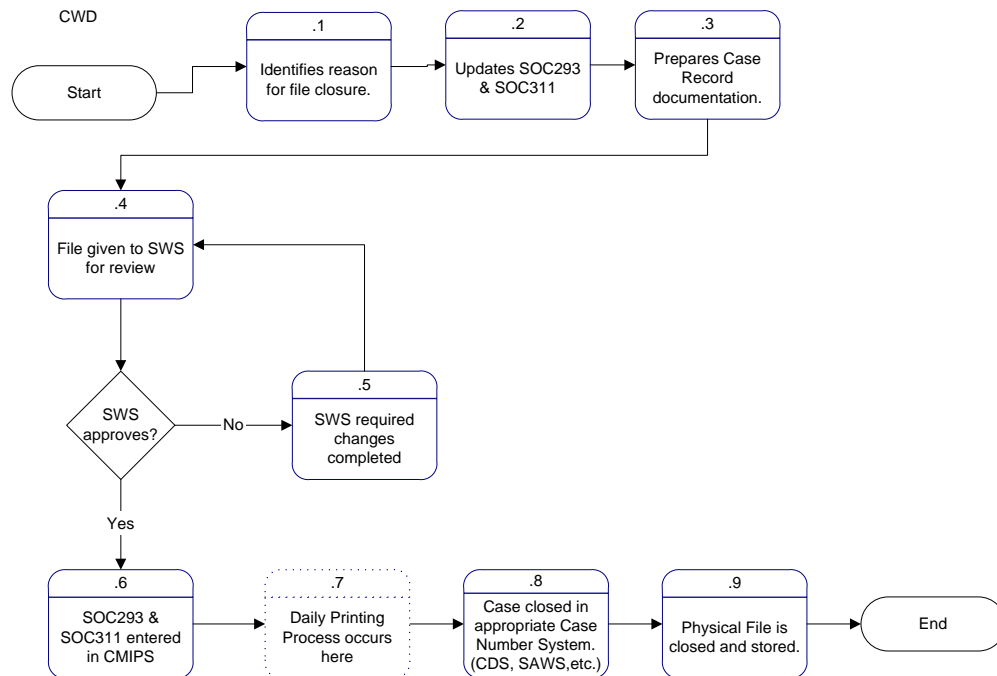 CWD
Start
.1
Identifies reason
for file closure.
.2
Updates SOC293
& SOC311
.3
Prepares Case
Record
documentation.
.4
File given to SWS
for review
SWS
approves?
No
.5
SWS required
changes
completed
Yes
.6
SOC293 &
SOC311 entered
in CMIPS
.7
Daily Printing
Process occurs
here
.8
Case closed in
appropriate Case
Number System.
(CDS, SAWS,etc.)
.9
Physical File is
closed and stored.
End